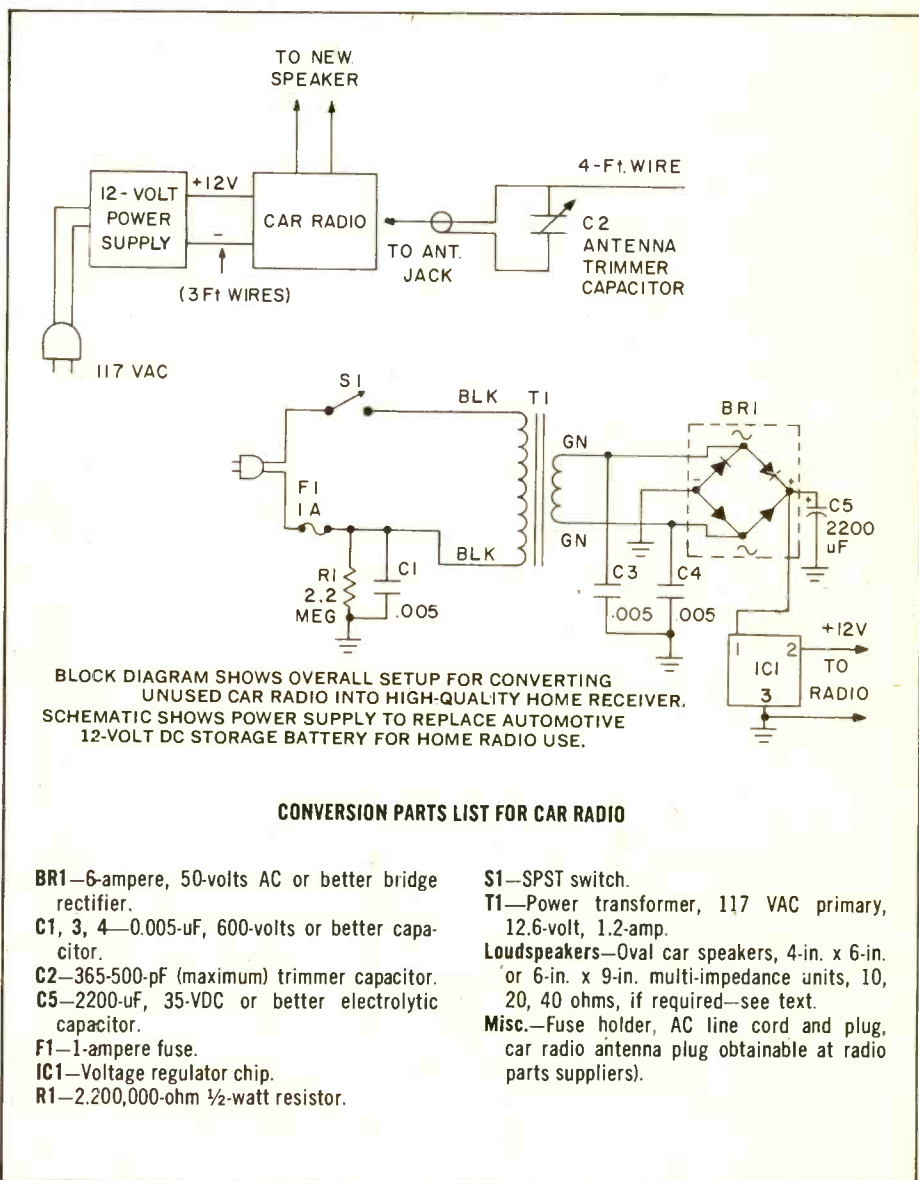 TO NEW
SPEAKER
4-Ft. WIRE
12-VOLT
POWER
SUPPLY
+12V
–
CAR RADIO
TO ANT.
JACK
C2
ANTENNA
TRIMMER
CAPACITOR
(3Ft WIRES)
117 VAC
S1
BLK
T1
BR1
GN
~
-
+
+
C5
2200
uF
F1
1A
BLK
GN
~
R1
2.2
MEG
C1
.005
C3
.005
C4
.005
1
2
IC1
3
+12V
TO
RADIO
BLOCK DIAGRAM SHOWS OVERALL SETUP FOR CONVERTING
UNUSED CAR RADIO INTO HIGH-QUALITY HOME RECEIVER.
SCHEMATIC SHOWS POWER SUPPLY TO REPLACE AUTOMOTIVE
12-VOLT DC STORAGE BATTERY FOR HOME RADIO USE.
CONVERSION PARTS LIST FOR CAR RADIO
BR1—6-ampere, 50-volts AC or better bridge
rectifier.
C1, 3, 4—0.005-uF, 600-volts or better capa-
citor.
C2—365-500-pF (maximum) trimmer capacitor.
C5—2200-uF, 35-VDC or better electrolytic
capacitor.
F1—1-ampere fuse.
IC1—Voltage regulator chip.
R1—2.200,000-ohm ½-watt resistor.
S1—SPST switch.
T1—Power transformer, 117 VAC primary,
12.6-volt, 1.2-amp.
Loudspeakers—Oval car speakers, 4-in. x 6-in.
or 6-in. x 9-in. multi-impedance units, 10,
20, 40 ohms, if required—see text.
Misc.—Fuse holder, AC line cord and plug,
car radio antenna plug obtainable at radio
parts suppliers).